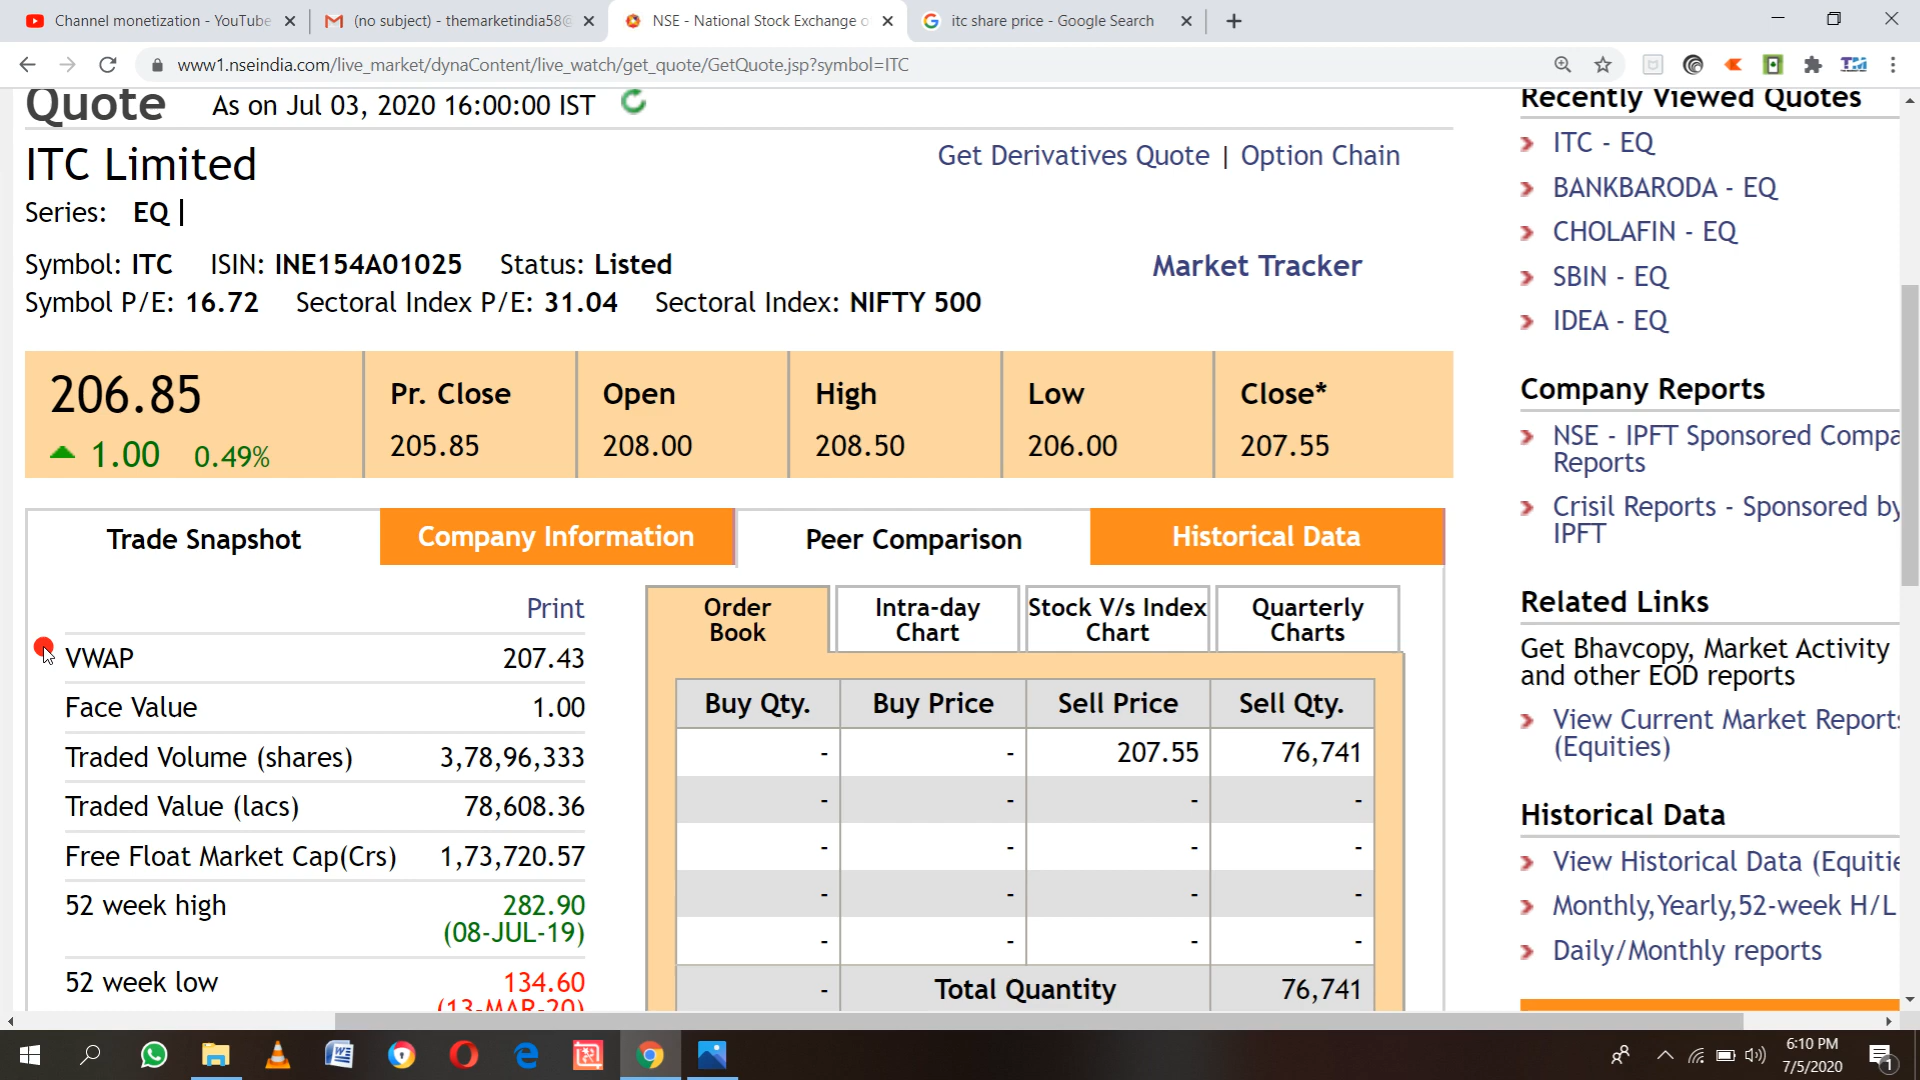 Channel monetization - YouTube
(no subject) - themarketindia58@
NSE - National Stock Exchange o
itc share price - Google Search
www1.nseindia.com/live_market/dynaContent/live_watch/get_quote/GetQuote.jsp?symbol=ITC
Quote As on Jul 03, 2020 16:00:00 IST
ITC Limited
Get Derivatives Quote | Option Chain
Series: EQ |
Symbol: ITC ISIN: INE154A01025 Status: Listed
Market Tracker
Symbol P/E: 16.72 Sectoral Index P/E: 31.04 Sectoral Index: NIFTY 500
206.85 Pr. Close Open High Low Close*
1.00 0.49% 205.85 208.00 208.50 206.00 207.55
Trade Snapshot Company Information Peer Comparison Historical Data
Print
VWAP 207.43
Face Value 1.00
Traded Volume (shares) 3,78,96,333
Traded Value (lacs) 78,608.36
Free Float Market Cap(Crs) 1,73,720.57
52 week high 282.90
(08-JUL-19)
52 week low 134.60
(13-MAR-20)
Order Book
Intra-day Chart
Stock V/s Index Chart
Quarterly Charts
Buy Qty. Buy Price Sell Price Sell Qty.
- - 207.55 76,741
- - - -
- - - -
- - - -
- - - -
- Total Quantity 76,741
Recently Viewed Quotes
ITC - EQ
BANKBARODA - EQ
CHOLAFIN - EQ
SBIN - EQ
IDEA - EQ
Company Reports
NSE - IPFT Sponsored Compa
Reports
Crisil Reports - Sponsored by
IPFT
Related Links
Get Bhavcopy, Market Activity
and other EOD reports
View Current Market Reports
(Equities)
Historical Data
View Historical Data (Equitie
Monthly,Yearly,52-week H/L
Daily/Monthly reports
6:10 PM
7/5/2020
1